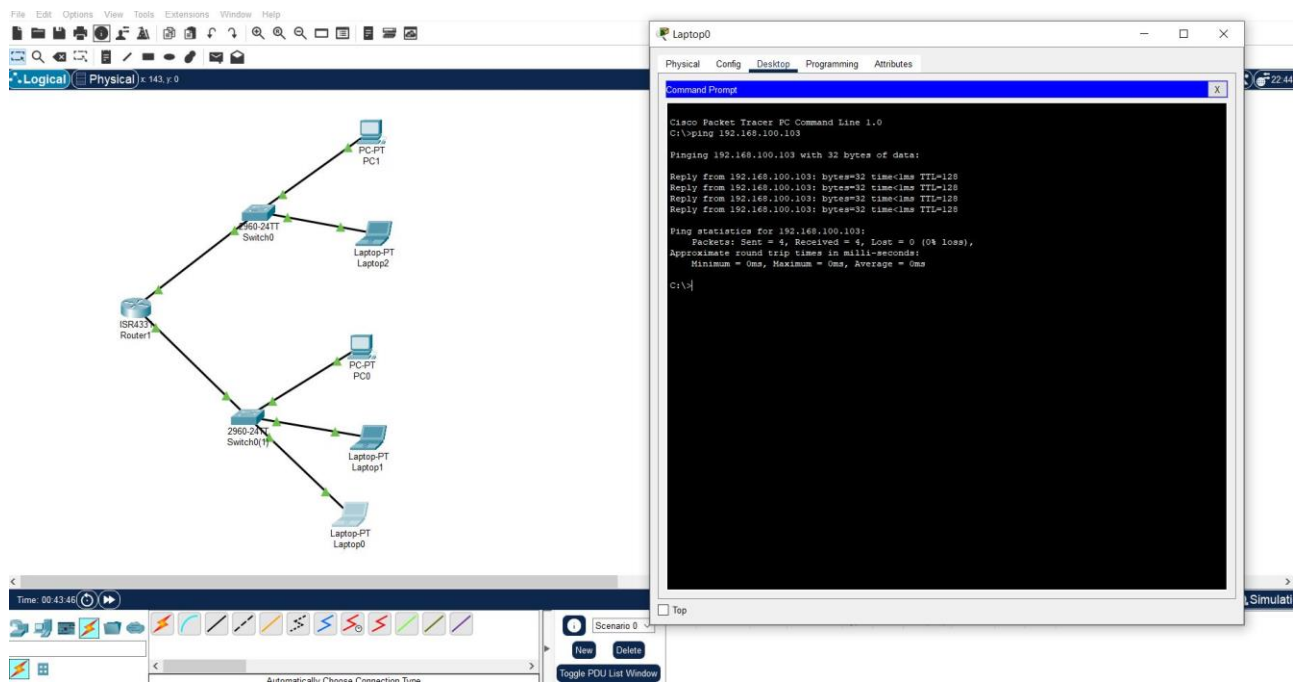 File Edit Options View Tools Extensions Window Help
Logical Physical x: 143, y: 0
22:44
PC-PT
PC1
2960-24TT
Switch0
Laptop-PT
Laptop2
ISR4331
Router1
PC-PT
PC0
2960-24TT
Switch0(1)
Laptop-PT
Laptop1
Laptop-PT
Laptop0
Time: 00:43:46
Scenario 0
New Delete
Toggle PDU List Window
Automatically Choose Connection Type
Simulati
Laptop0
Physical Config Desktop Programming Attributes
Command Prompt X
Cisco Packet Tracer PC Command Line 1.0
C:\>ping 192.168.100.103
Pinging 192.168.100.103 with 32 bytes of data:
Reply from 192.168.100.103: bytes=32 time<1ms TTL=128
Reply from 192.168.100.103: bytes=32 time<1ms TTL=128
Reply from 192.168.100.103: bytes=32 time<1ms TTL=128
Reply from 192.168.100.103: bytes=32 time<1ms TTL=128
Ping statistics for 192.168.100.103:
Packets: Sent = 4, Received = 4, Lost = 0 (0% loss),
Approximate round trip times in milli-seconds:
Minimum = 0ms, Maximum = 0ms, Average = 0ms
C:\>
Top